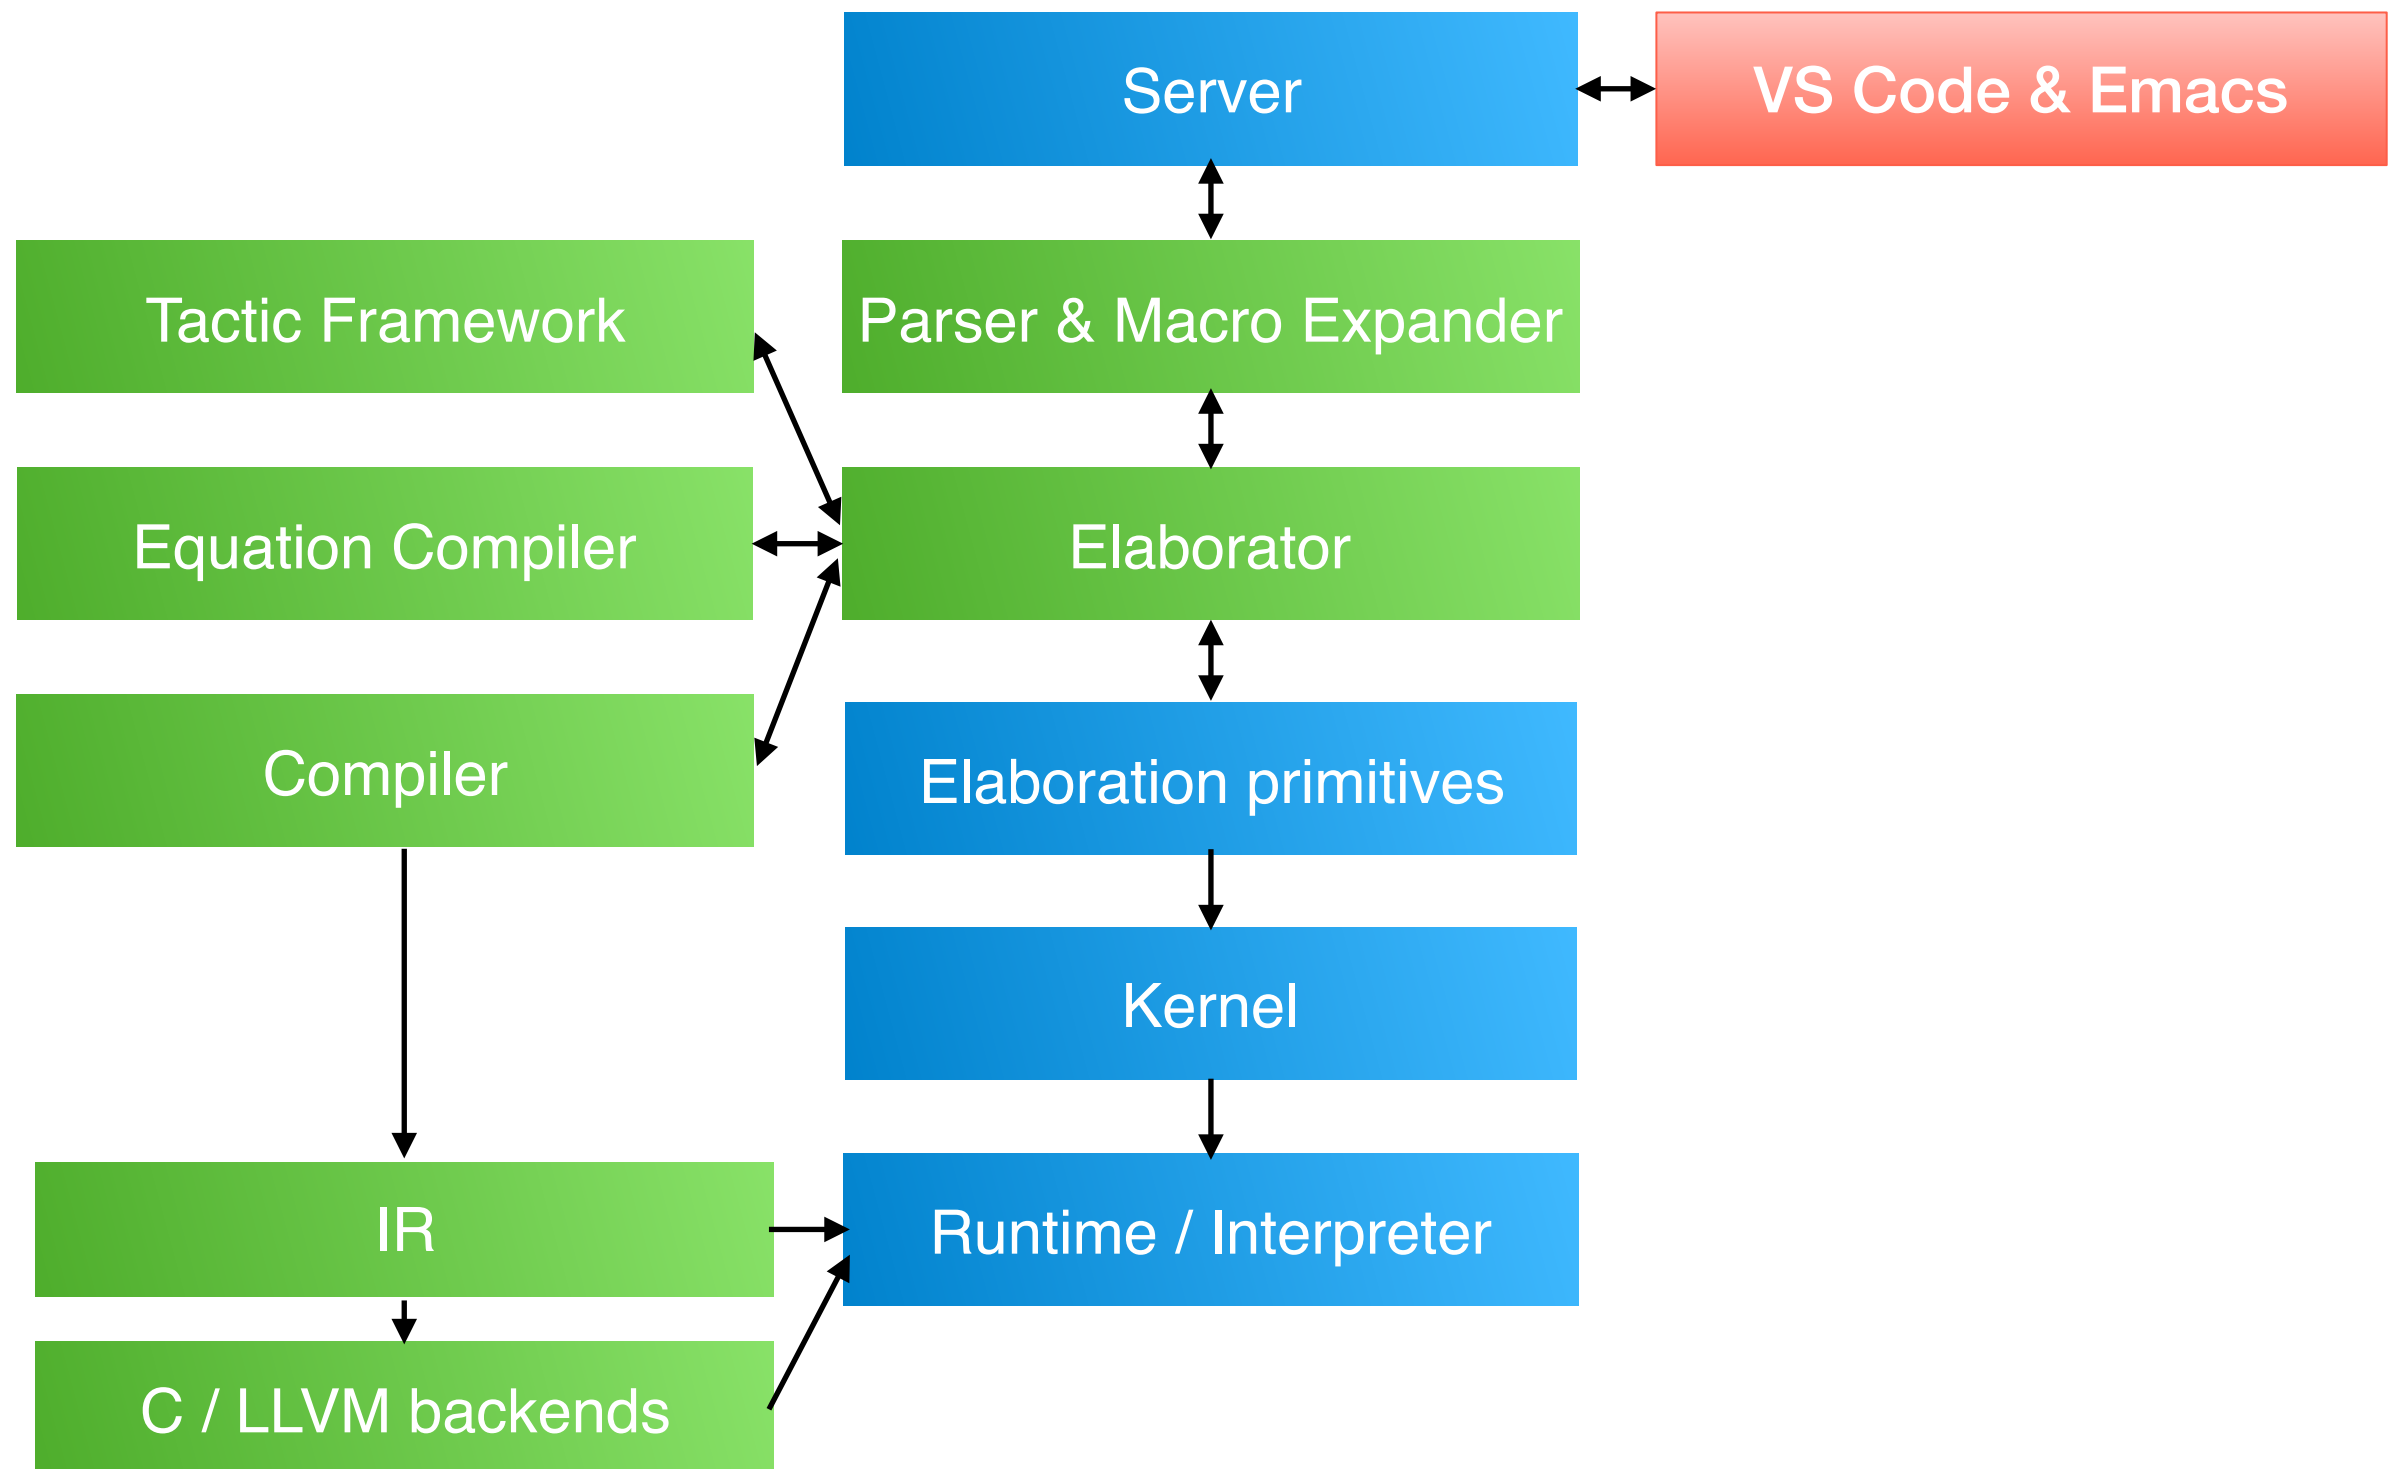 Server
VS Code & Emacs
Tactic Framework
Parser & Macro Expander
Equation Compiler
Elaborator
Compiler
Elaboration primitives
Kernel
IR
Runtime / Interpreter
C / LLVM backends